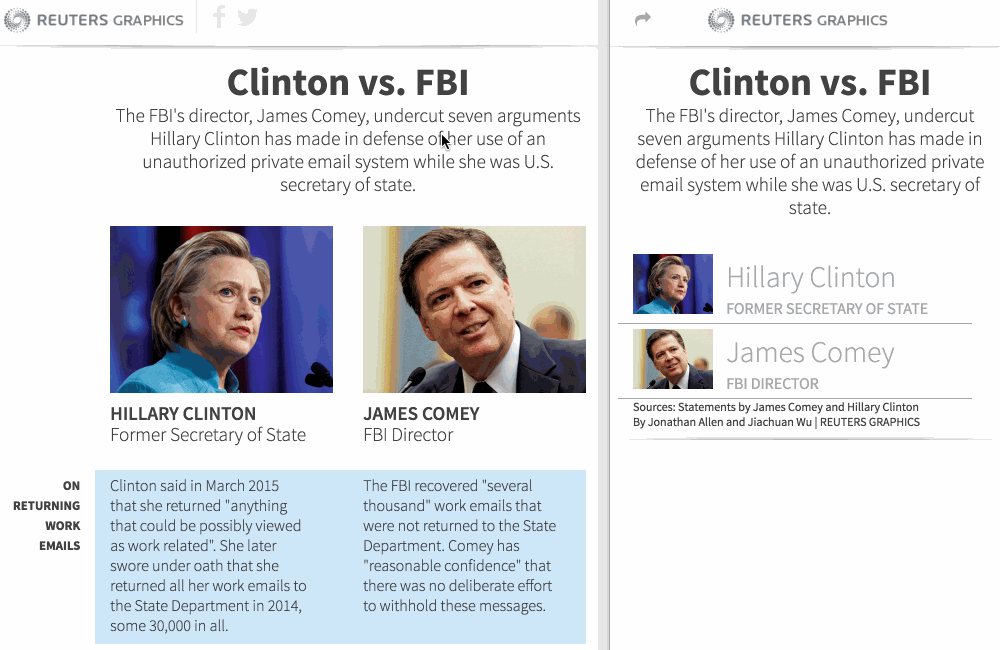 REUTERS GRAPHICS
Clinton vs. FBI
The FBI's director, James Comey, undercut seven arguments
Hillary Clinton has made in defense of her use of an
unauthorized private email system while she was U.S.
secretary of state.
HILLARY CLINTON
Former Secretary of State
JAMES COMEY
FBI Director
ON
RETURNING
WORK
EMAILS
Clinton said in March 2015
that she returned "anything
that could be possibly viewed
as work related". She later
swore under oath that she
returned all her work emails to
the State Department in 2014,
some 30,000 in all.
The FBI recovered "several
thousand" work emails that
were not returned to the State
Department. Comey has
"reasonable confidence" that
there was no deliberate effort
to withhold these messages.
REUTERS GRAPHICS
Clinton vs. FBI
The FBI's director, James Comey, undercut
seven arguments Hillary Clinton has made in
defense of her use of an unauthorized private
email system while she was U.S. secretary of
state.
Hillary Clinton
FORMER SECRETARY OF STATE
James Comey
FBI DIRECTOR
Sources: Statements by James Comey and Hillary Clinton
By Jonathan Allen and Jiachuan Wu | REUTERS GRAPHICS